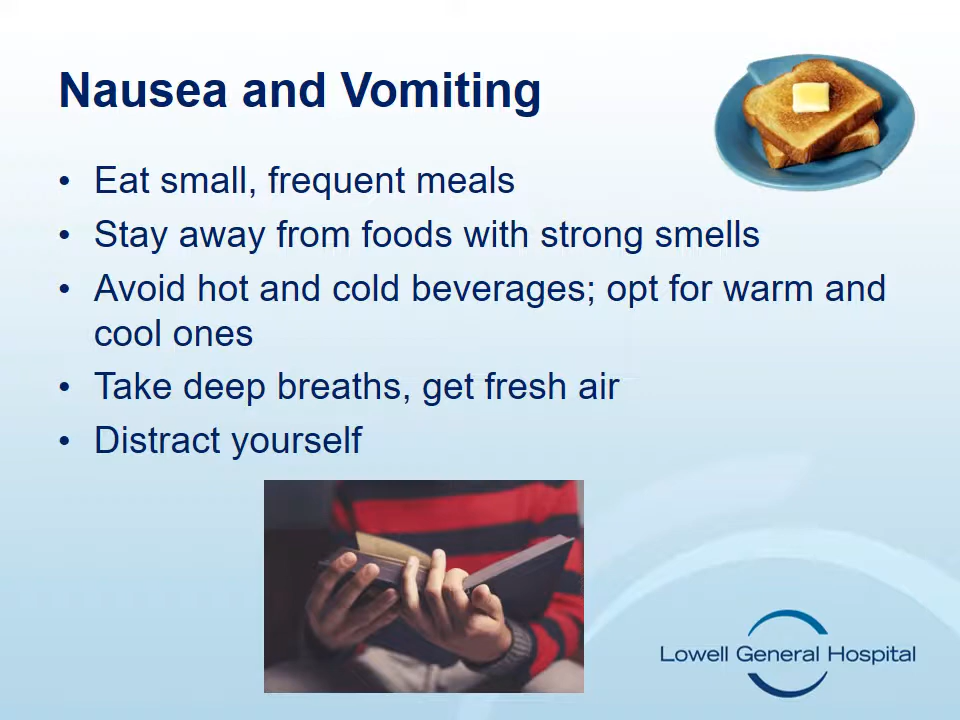 Nausea and Vomiting
• Eat small, frequent meals
• Stay away from foods with strong smells
• Avoid hot and cold beverages; opt for warm and
cool ones
• Take deep breaths, get fresh air
• Distract yourself
Lowell General Hospital